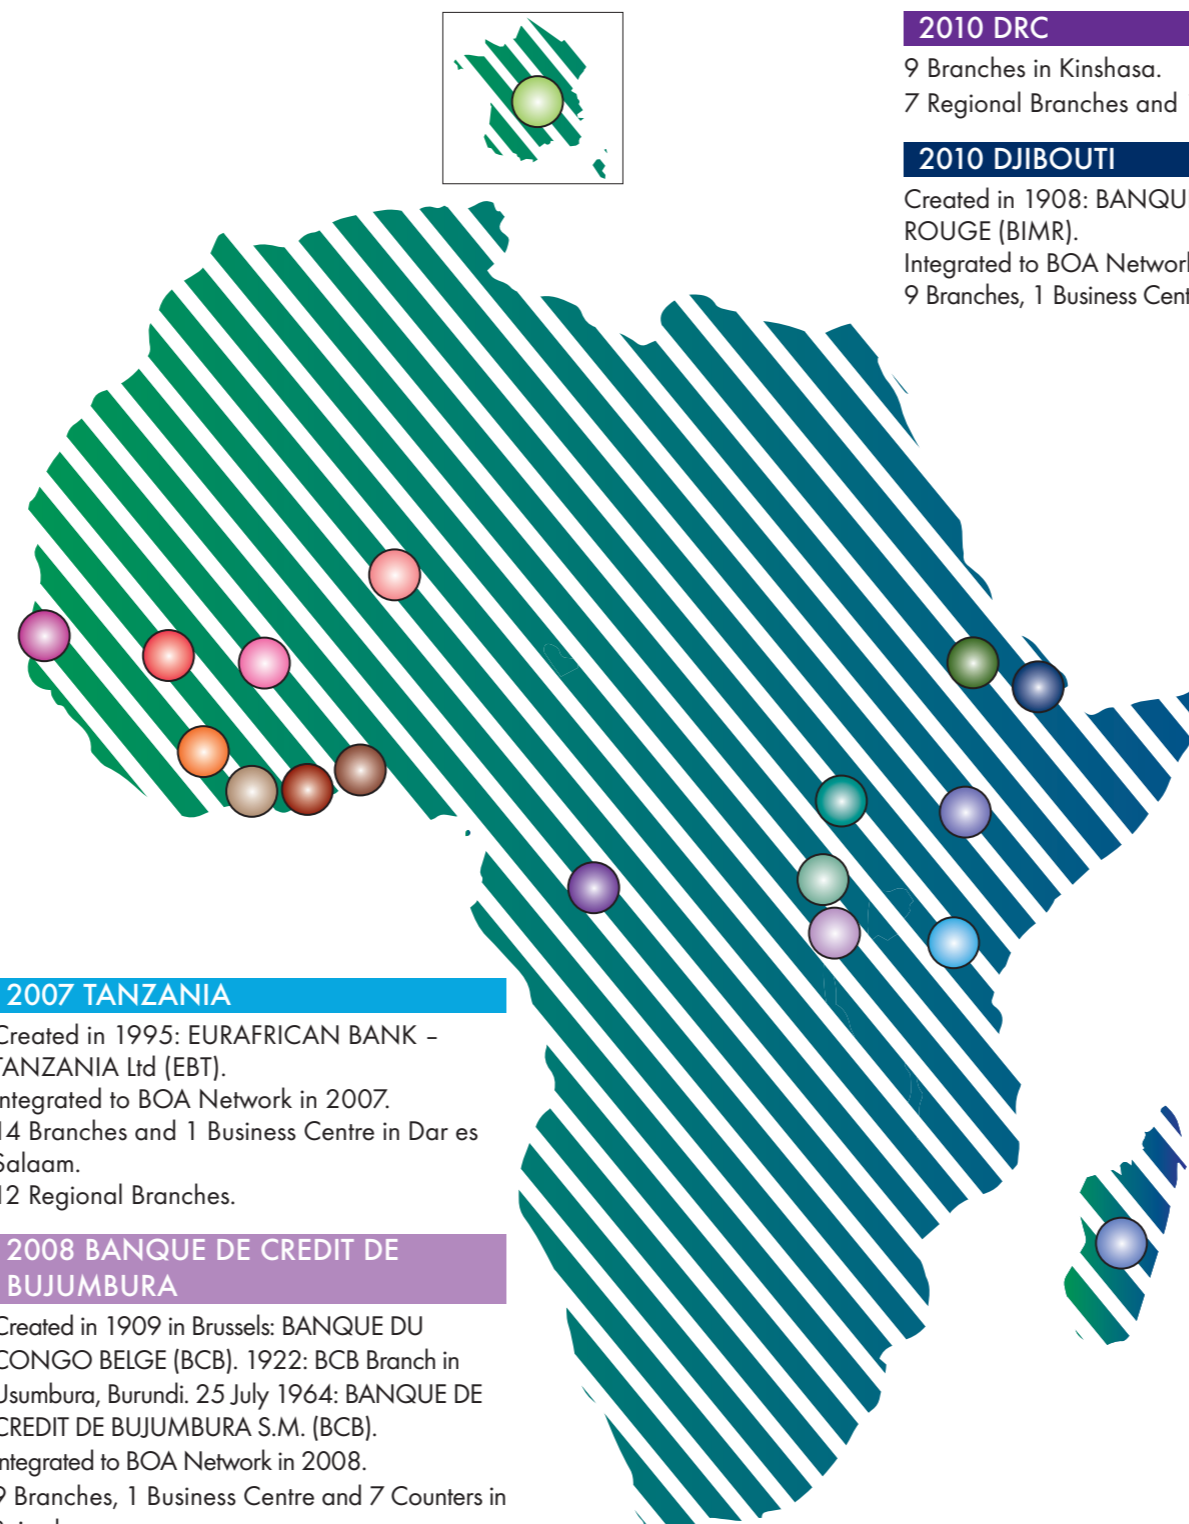 2010 DRC
9 Branches in Kinshasa.
7 Regional Branches and
2010 DJIBOUTI
Created in 1908: BANQU
ROUGE (BIMR).
Integrated to BOA Network
9 Branches, 1 Business Cent
2007 TANZANIA
Created in 1995: EURAFRICAN BANK –
TANZANIA Ltd (EBT).
Integrated to BOA Network in 2007.
14 Branches and 1 Business Centre in Dar es
Salaam.
12 Regional Branches.
2008 BANQUE DE CREDIT DE
BUJUMBURA
Created in 1909 in Brussels: BANQUE DU
CONGO BELGE (BCB). 1922: BCB Branch in
Usumbura, Burundi. 25 July 1964: BANQUE DE
CREDIT DE BUJUMBURA S.M. (BCB).
Integrated to BOA Network in 2008.
9 Branches, 1 Business Centre and 7 Counters in